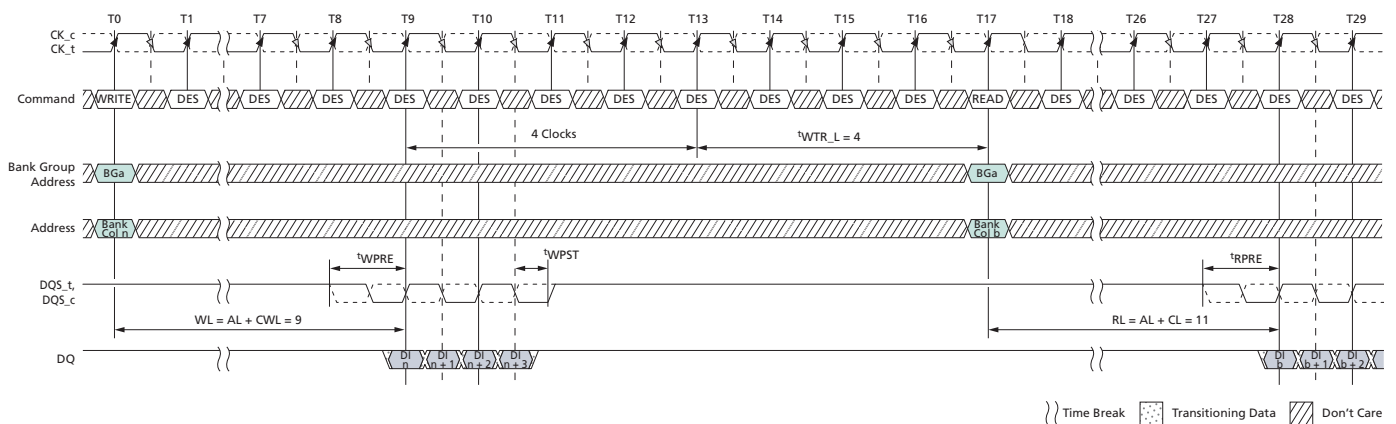 T0 T1 T7 T8 T9 T10 T11 T12 T13 T14 T15 T16 T17 T18 T26 T27 T28 T29
CK_c
CK_t
Command WRITE DES DES DES DES DES DES DES DES DES DES DES READ DES DES DES DES DES
4 Clocks tWTR_L = 4
Bank Group
Address BGa BGa
Address Bank
Col n Bank
Col b
tWPRE tWPST tRPRE
DQS_t,
DQS_c
WL = AL + CWL = 9 RL = AL + CL = 11
DQ DI
n DI
n + 1 DI
n + 2 DI
n + 3 DI
b DI
b + 1 DI
b + 2
Time Break Transitioning Data Don't Care